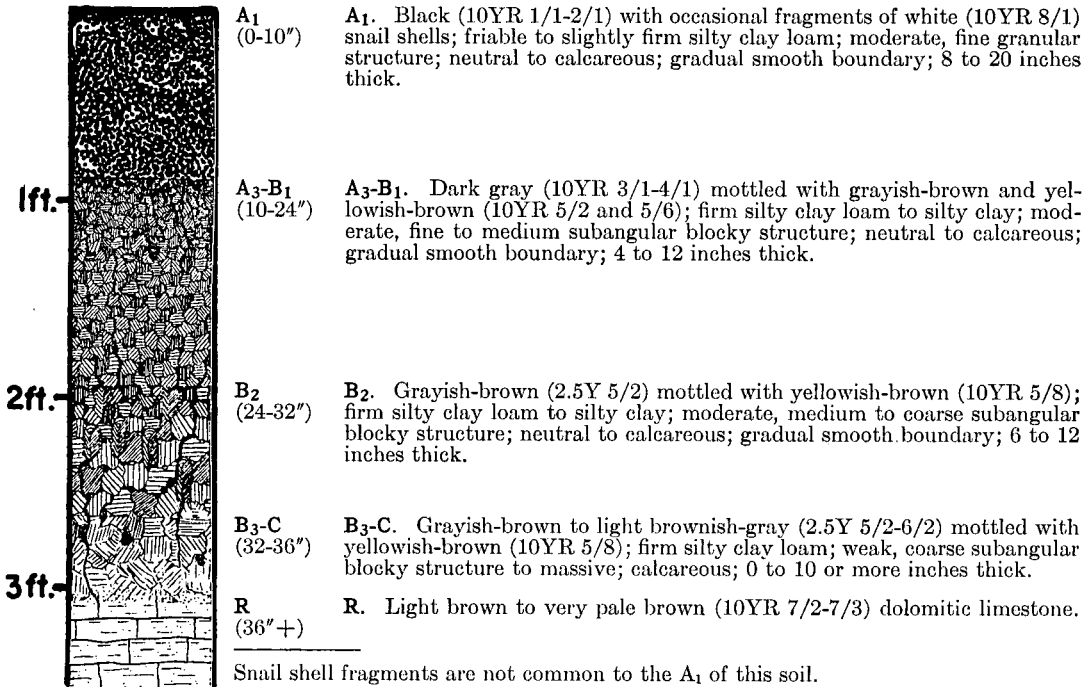 A₁ A₁. Black (10YR 1/1-2/1) with occasional fragments of white (10YR 8/1)
(0-10″) snail shells; friable to slightly firm silty clay loam; moderate, fine granular
structure; neutral to calcareous; gradual smooth boundary; 8 to 20 inches
thick.
1ft.
A₃-B₁ A₃-B₁. Dark gray (10YR 3/1-4/1) mottled with grayish-brown and yel-
(10-24″) lowish-brown (10YR 5/2 and 5/6); firm silty clay loam to silty clay; mod-
erate, fine to medium subangular blocky structure; neutral to calcareous;
gradual smooth boundary; 4 to 12 inches thick.
2ft.
B₂ B₂. Grayish-brown (2.5Y 5/2) mottled with yellowish-brown (10YR 5/8);
(24-32″) firm silty clay loam to silty clay; moderate, medium to coarse subangular
blocky structure; neutral to calcareous; gradual smooth boundary; 6 to 12
inches thick.
B₃-C B₃-C. Grayish-brown to light brownish-gray (2.5Y 5/2-6/2) mottled with
(32-36″) yellowish-brown (10YR 5/8); firm silty clay loam; weak, coarse subangular
blocky structure to massive; calcareous; 0 to 10 or more inches thick.
3ft.
R R. Light brown to very pale brown (10YR 7/2-7/3) dolomitic limestone.
(36″+)
Snail shell fragments are not common to the A₁ of this soil.